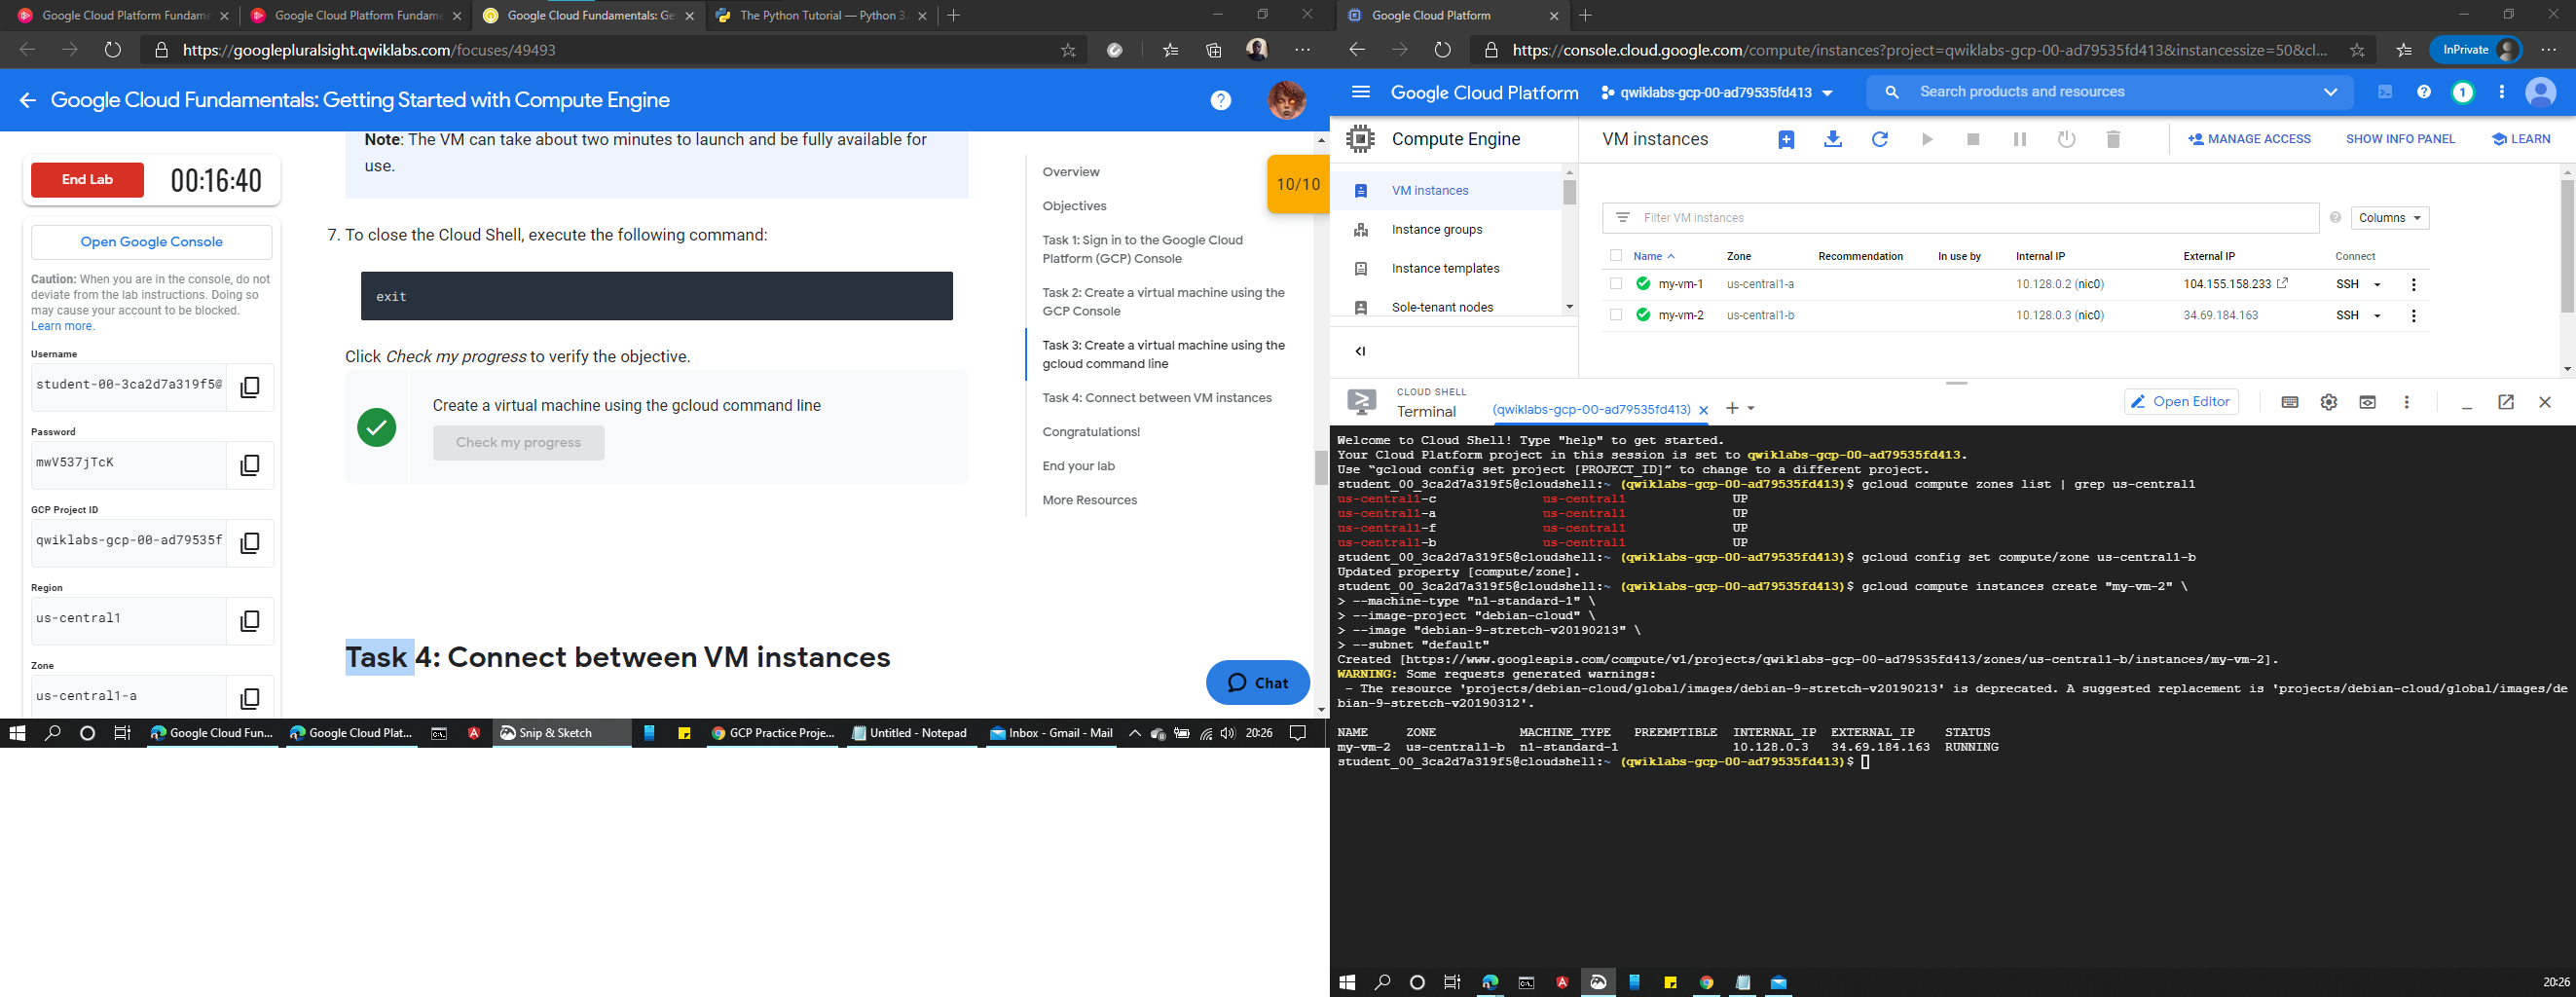 Google Cloud Platform Fundame
Google Cloud Platform Fundame
Google Cloud Fundamentals: Ge
The Python Tutorial — Python 3.
https://googlepluralsight.qwiklabs.com/focuses/49493
Google Cloud Fundamentals: Getting Started with Compute Engine
End Lab
00:16:40
Open Google Console
Caution: When you are in the console, do not
deviate from the lab instructions. Doing so
may cause your account to be blocked.
Learn more.
Username
student-00-3ca2d7a319f5@
Password
mwV537jTcK
GCP Project ID
qwiklabs-gcp-00-ad79535f
Region
us-central1
Zone
us-central1-a
Note: The VM can take about two minutes to launch and be fully available for
use.
7. To close the Cloud Shell, execute the following command:
exit
Click Check my progress to verify the objective.
Create a virtual machine using the gcloud command line
Check my progress
Task 4: Connect between VM instances
Overview
Objectives
Task 1: Sign in to the Google Cloud
Platform (GCP) Console
Task 2: Create a virtual machine using the
GCP Console
Task 3: Create a virtual machine using the
gcloud command line
Task 4: Connect between VM instances
Congratulations!
End your lab
More Resources
10/10
Chat
Google Cloud Fun...
Google Cloud Plat...
Snip & Sketch
GCP Practice Proje...
Untitled - Notepad
Inbox - Gmail - Mail
20:26
Google Cloud Platform
https://console.cloud.google.com/compute/instances?project=qwiklabs-gcp-00-ad79535fd413&instancessize=50&cl...
InPrivate
Google Cloud Platform
qwiklabs-gcp-00-ad79535fd413
Search products and resources
1
Compute Engine
VM instances
MANAGE ACCESS
SHOW INFO PANEL
LEARN
VM instances
Instance groups
Instance templates
Sole-tenant nodes
Filter VM instances
Columns
Name Zone Recommendation In use by Internal IP External IP Connect
my-vm-1 us-central1-a 10.128.0.2 (nic0) 104.155.158.233 SSH
my-vm-2 us-central1-b 10.128.0.3 (nic0) 34.69.184.163 SSH
CLOUD SHELL
Terminal
(qwiklabs-gcp-00-ad79535fd413)
Open Editor
Welcome to Cloud Shell! Type "help" to get started.
Your Cloud Platform project in this session is set to qwiklabs-gcp-00-ad79535fd413.
Use “gcloud config set project [PROJECT_ID]” to change to a different project.
student_00_3ca2d7a319f5@cloudshell:~ (qwiklabs-gcp-00-ad79535fd413)$ gcloud compute zones list | grep us-central1
us-central1-c us-central1 UP
us-central1-a us-central1 UP
us-central1-f us-central1 UP
us-central1-b us-central1 UP
student_00_3ca2d7a319f5@cloudshell:~ (qwiklabs-gcp-00-ad79535fd413)$ gcloud config set compute/zone us-central1-b
Updated property [compute/zone].
student_00_3ca2d7a319f5@cloudshell:~ (qwiklabs-gcp-00-ad79535fd413)$ gcloud compute instances create "my-vm-2" \
> --machine-type "n1-standard-1" \
> --image-project "debian-cloud" \
> --image "debian-9-stretch-v20190213" \
> --subnet "default"
Created [https://www.googleapis.com/compute/v1/projects/qwiklabs-gcp-00-ad79535fd413/zones/us-central1-b/instances/my-vm-2].
WARNING: Some requests generated warnings:
- The resource 'projects/debian-cloud/global/images/debian-9-stretch-v20190213' is deprecated. A suggested replacement is 'projects/debian-cloud/global/images/de
bian-9-stretch-v20190312'.
NAME ZONE MACHINE_TYPE PREEMPTIBLE INTERNAL_IP EXTERNAL_IP STATUS
my-vm-2 us-central1-b n1-standard-1 10.128.0.3 34.69.184.163 RUNNING
student_00_3ca2d7a319f5@cloudshell:~ (qwiklabs-gcp-00-ad79535fd413)$
20:26